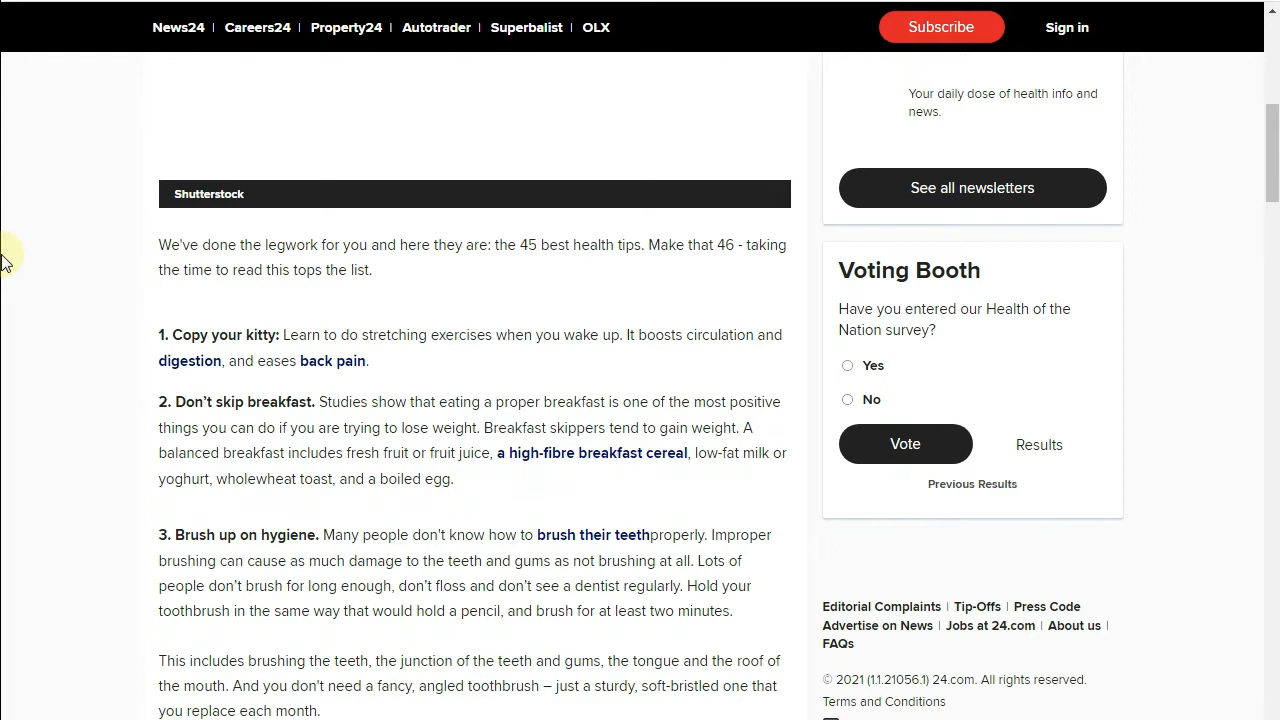 News24 | Careers24 | Property24 | Autotrader | Superbalist | OLX
Subscribe
Sign in
Shutterstock
We've done the legwork for you and here they are: the 45 best health tips. Make that 46 - taking
the time to read this tops the list.
1. Copy your kitty: Learn to do stretching exercises when you wake up. It boosts circulation and
digestion, and eases back pain.
2. Don’t skip breakfast. Studies show that eating a proper breakfast is one of the most positive
things you can do if you are trying to lose weight. Breakfast skippers tend to gain weight. A
balanced breakfast includes fresh fruit or fruit juice, a high-fibre breakfast cereal, low-fat milk or
yoghurt, wholewheat toast, and a boiled egg.
3. Brush up on hygiene. Many people don't know how to brush their teethproperly. Improper
brushing can cause as much damage to the teeth and gums as not brushing at all. Lots of
people don’t brush for long enough, don’t floss and don’t see a dentist regularly. Hold your
toothbrush in the same way that would hold a pencil, and brush for at least two minutes.
This includes brushing the teeth, the junction of the teeth and gums, the tongue and the roof of
the mouth. And you don't need a fancy, angled toothbrush – just a sturdy, soft-bristled one that
you replace each month.
Your daily dose of health info and
news.
See all newsletters
Voting Booth
Have you entered our Health of the
Nation survey?
Yes
No
Vote
Results
Previous Results
Editorial Complaints | Tip-Offs | Press Code
Advertise on News | Jobs at 24.com | About us |
FAQs
© 2021 (1.1.21056.1) 24.com. All rights reserved.
Terms and Conditions